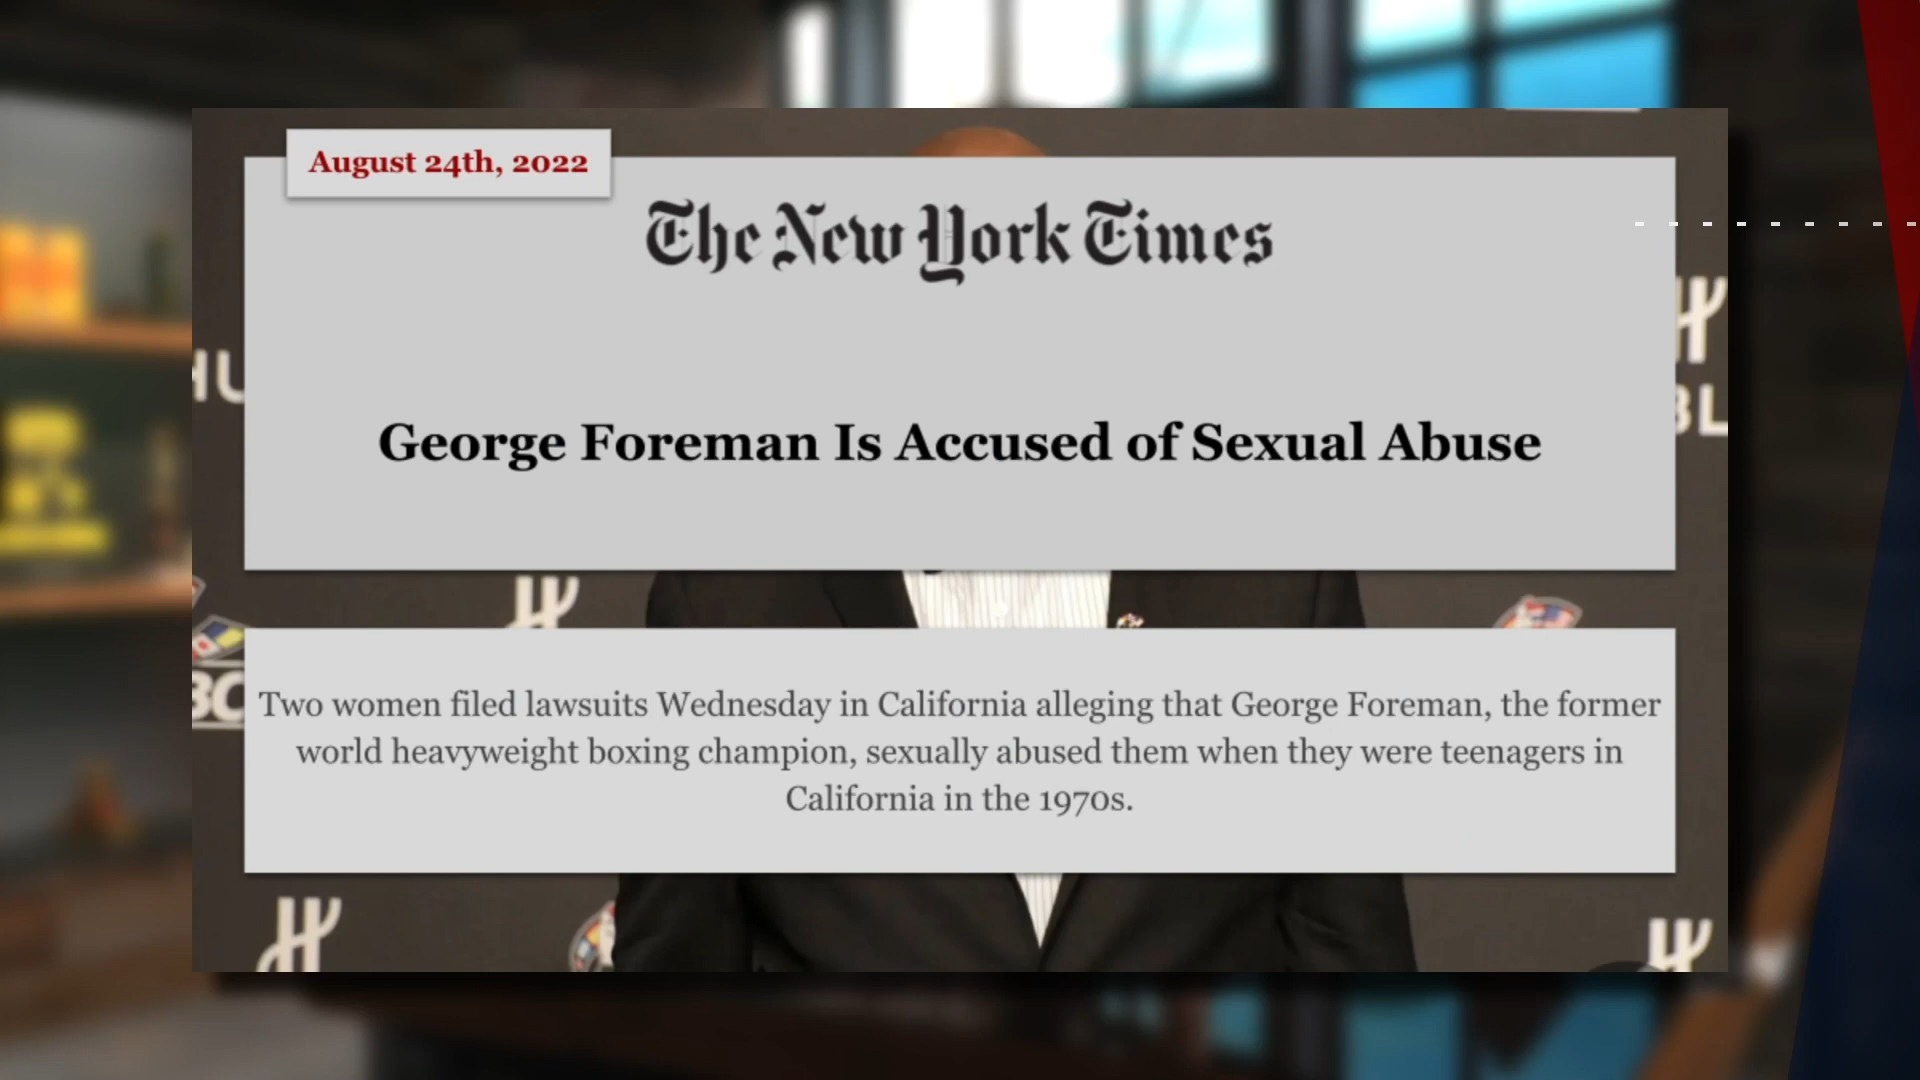 August 24th, 2022
The New York Times
George Foreman Is Accused of Sexual Abuse
Two women filed lawsuits Wednesday in California alleging that George Foreman, the former
world heavyweight boxing champion, sexually abused them when they were teenagers in
California in the 1970s.